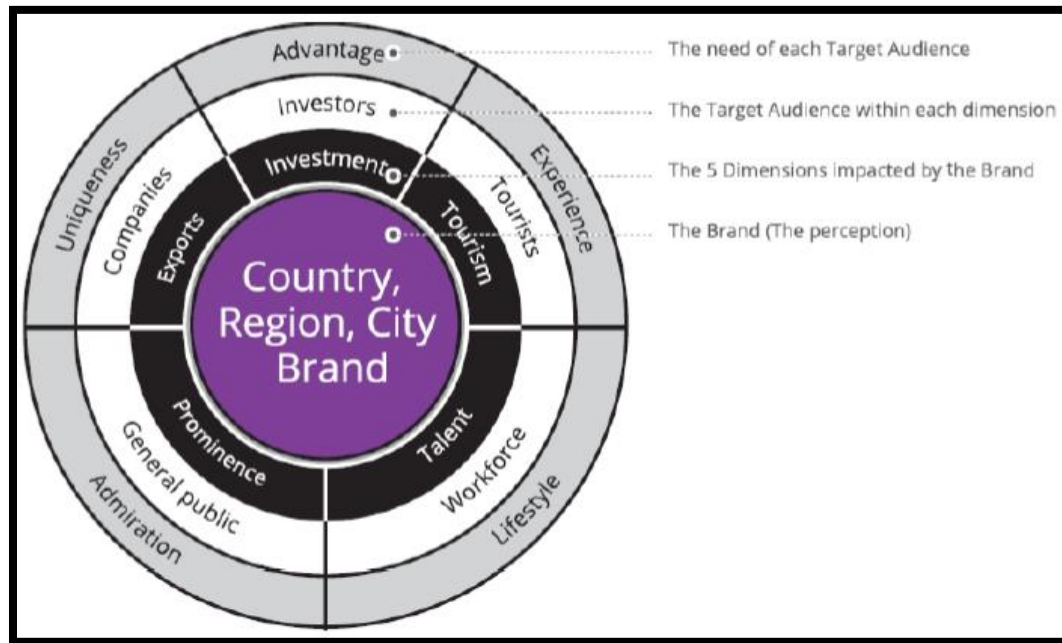 Advantage
Investors
Investment
Uniqueness
Companies
Exports
Experience
Tourists
Tourism
Country,
Region, City
Brand
Prominence
General public
Admiration
Talent
Workforce
Lifestyle
The need of each Target Audience
The Target Audience within each dimension
The 5 Dimensions impacted by the Brand
The Brand (The perception)